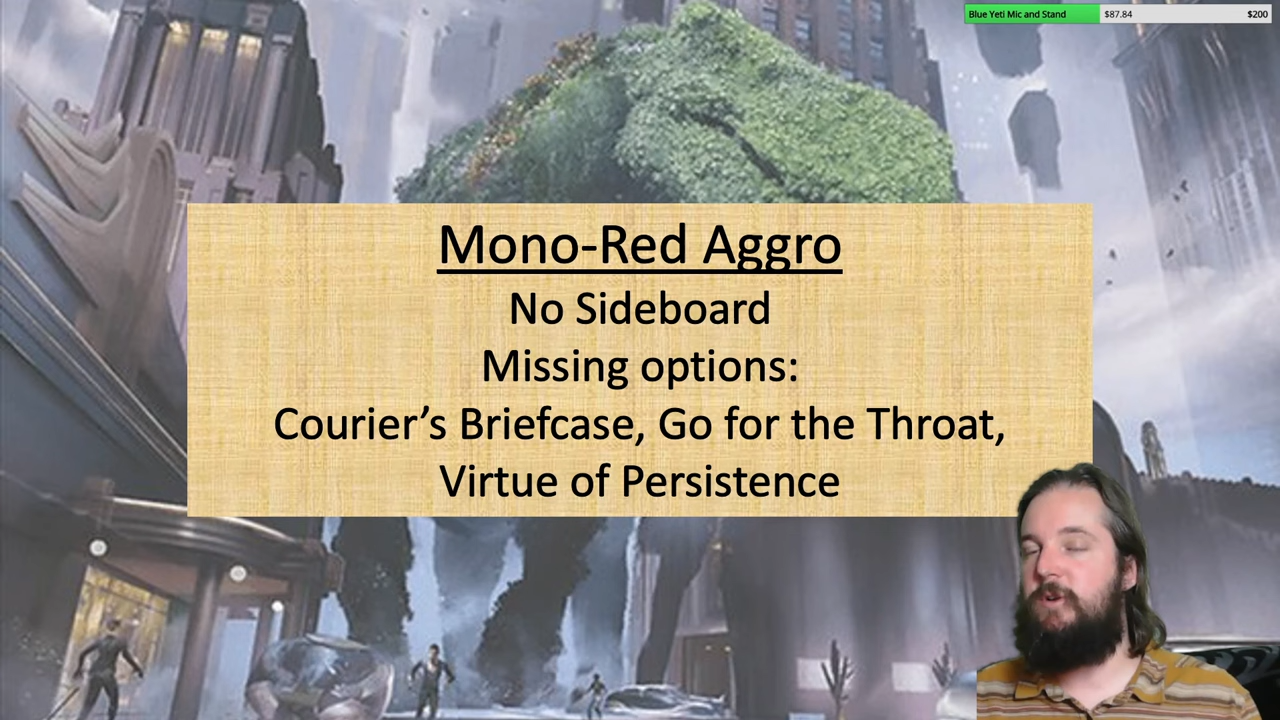 Blue Yeti Mic and Stand $87.84 $200
Mono-Red Aggro
No Sideboard
Missing options:
Courier’s Briefcase, Go for the Throat,
Virtue of Persistence